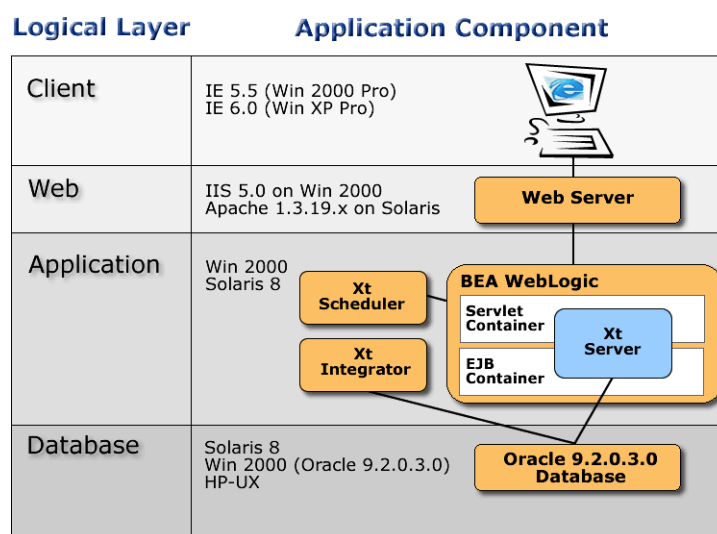 Logical Layer
Application Component
Client
IE 5.5 (Win 2000 Pro)
IE 6.0 (Win XP Pro)
Web
IIS 5.0 on Win 2000
Apache 1.3.19.x on Solaris
Web Server
Application
Win 2000
Solaris 8
Xt
Scheduler
Xt
Integrator
BEA WebLogic
Servlet
Container
Xt
Server
EJB
Container
Database
Solaris 8
Win 2000 (Oracle 9.2.0.3.0)
HP-UX
Oracle 9.2.0.3.0
Database